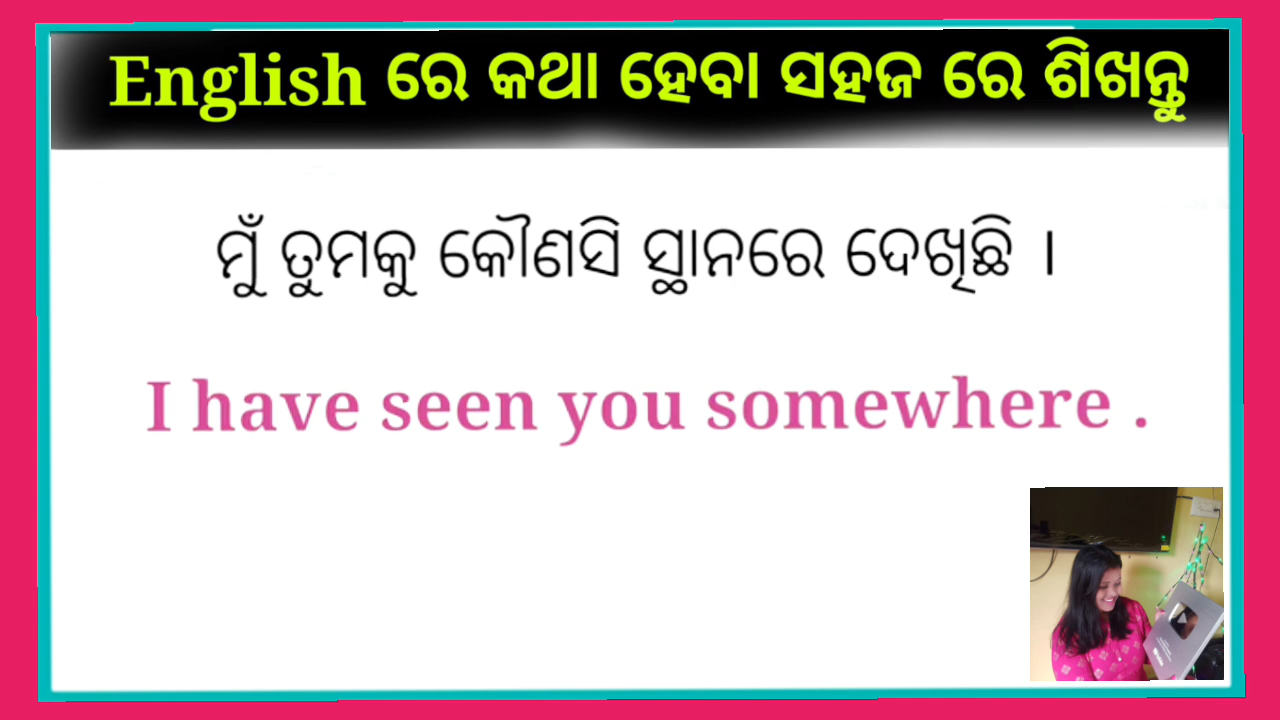 English ରେ କଥା ହେବା ସହଜ ରେ ଶିଖନ୍ତୁ
ମୁଁ ତୁମକୁ କୌଣସି ସ୍ଥାନରେ ଦେଖିଛି ।
I have seen you somewhere .